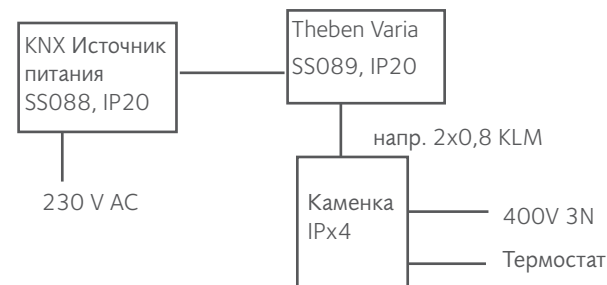 KNX Источник
питания
SS088, IP20
Theben Varia
SS089, IP20
напр. 2x0,8 KLM
230 V AC
Каменка
IPx4
400V 3N
Термостат